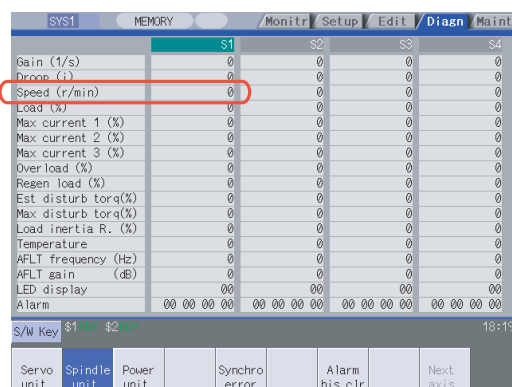 SYS1 MEMORY Monitr Setup Edit Diagn Maint
S1 S2 S3 S4
Gain (1/s) 0 0 0 0
Droop (i) 0 0 0 0
Speed (r/min) 0 0 0 0
Load (%) 0 0 0 0
Max current 1 (%) 0 0 0 0
Max current 2 (%) 0 0 0 0
Max current 3 (%) 0 0 0 0
Overload (%) 0 0 0 0
Regen load (%) 0 0 0 0
Est disturb torq(%) 0 0 0 0
Max disturb torq(%) 0 0 0 0
Load inertia R. (%) 0 0 0 0
Temperature 0 0 0 0
AFLT frequency (Hz) 0 0 0 0
AFLT gain (dB) 0 0 0 0
LED display 00 00 00 00
Alarm 00 00 00 00 00 00 00 00 00 00 00 00 00 00 00 00
S/W Key $1 $2 18:19
Servo unit Spindle unit Power unit Synchro error Alarm his clr Next axis